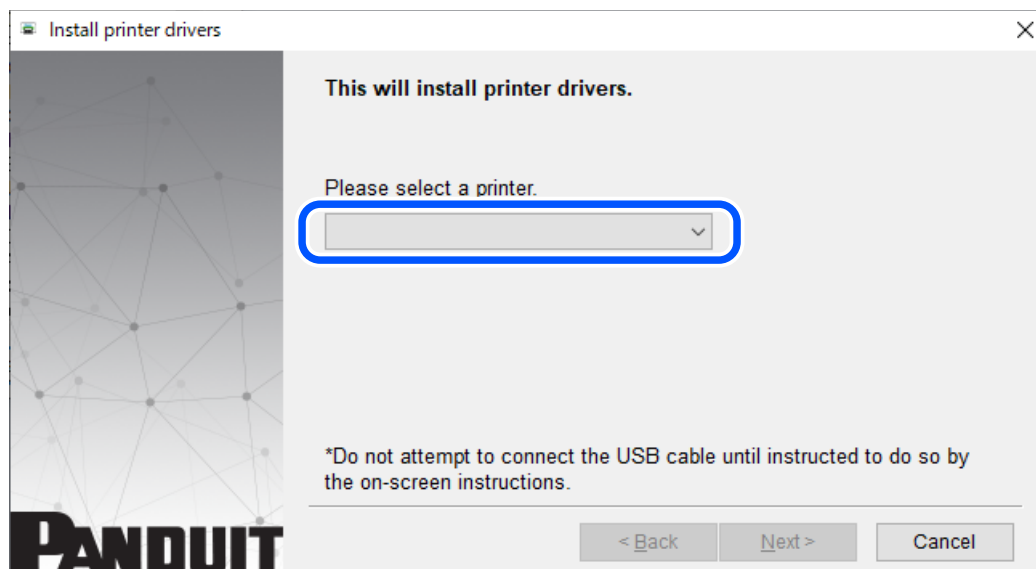 Install printer drivers
This will install printer drivers.
Please select a printer.
*Do not attempt to connect the USB cable until instructed to do so by
the on-screen instructions.
PANDUIT
< Back
Next >
Cancel